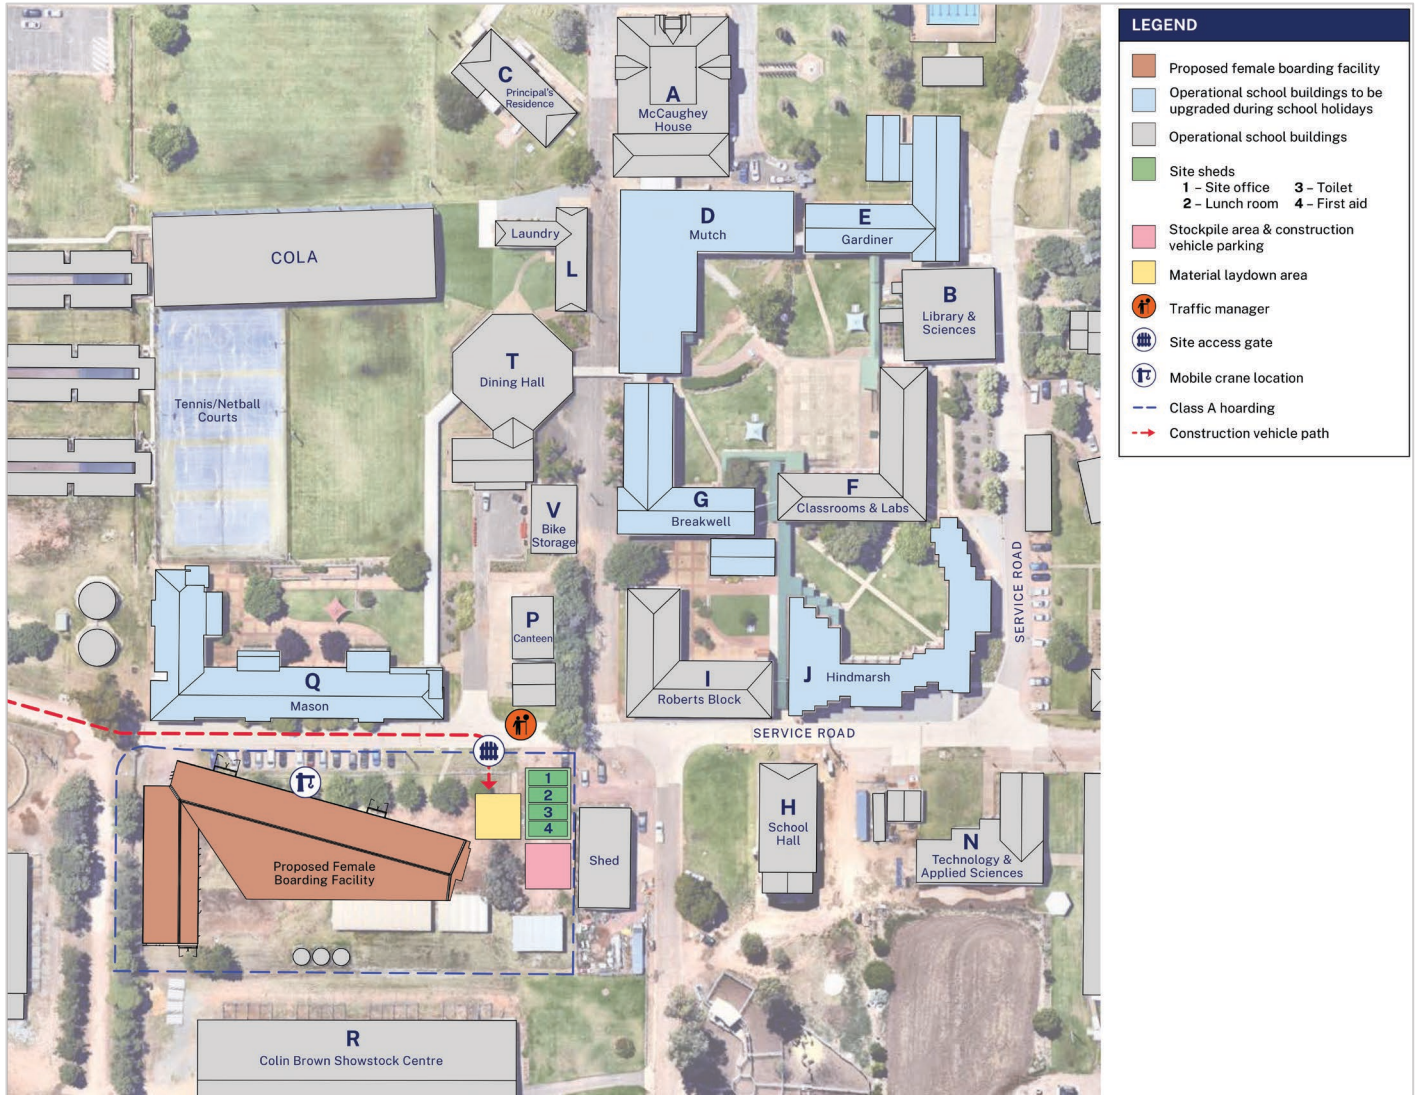 LEGEND
Proposed female boarding facility
Operational school buildings to be
upgraded during school holidays
Operational school buildings
Site sheds
1 – Site office 3 – Toilet
2 – Lunch room 4 – First aid
Stockpile area & construction
vehicle parking
Material laydown area
Traffic manager
Site access gate
Mobile crane location
Class A hoarding
Construction vehicle path
C
Principal's
Residence
A
McCaughey
House
D
Mutch
E
Gardiner
Laundry
L
COLA
B
Library &
Sciences
T
Dining Hall
Tennis/Netball
Courts
G
Breakwell
F
Classrooms & Labs
V
Bike
Storage
SERVICE ROAD
P
Canteen
Q
Mason
I
Roberts Block
J Hindmarsh
SERVICE ROAD
1
2
3
4
H
School
Hall
N
Technology &
Applied Sciences
Shed
Proposed Female
Boarding Facility
R
Colin Brown Showstock Centre